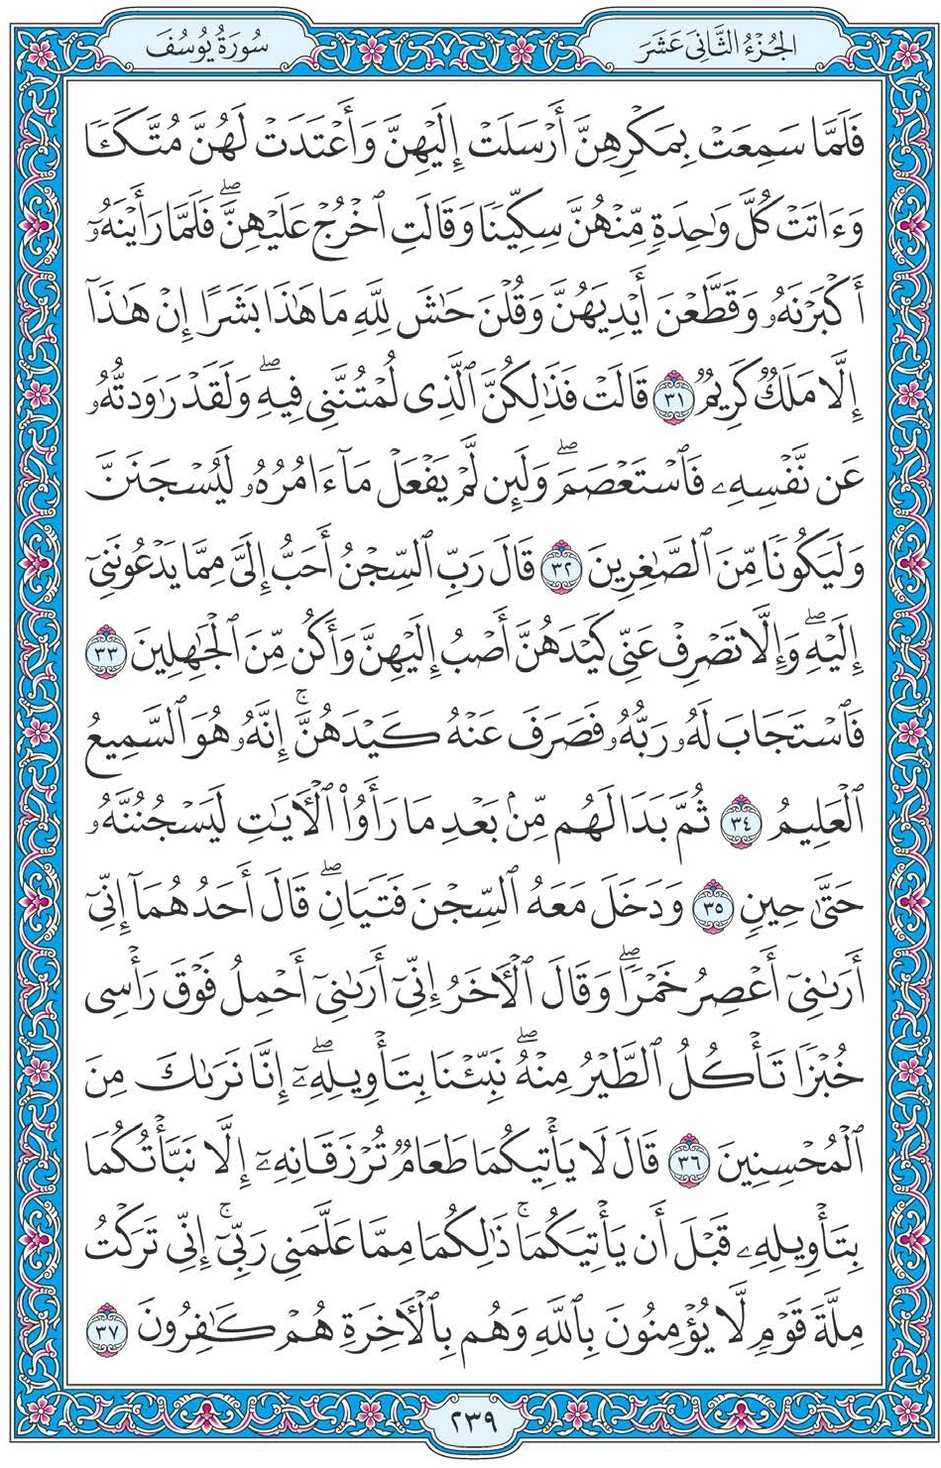 الجُزْءُ الثَّانِي عَشَرَ
سُورَةُ يُوسُفَ
فَلَمَّا سَمِعَتْ بِمَكْرِهِنَّ أَرْسَلَتْ إِلَيْهِنَّ وَأَعْتَدَتْ لَهُنَّ مُتَّكَـًٔا
وَءَاتَتْ كُلَّ وَٰحِدَةٍ مِّنْهُنَّ سِكِّينًا وَقَالَتِ ٱخْرُجْ عَلَيْهِنَّۖ فَلَمَّا رَأَيْنَهُۥٓ
أَكْبَرْنَهُۥ وَقَطَّعْنَ أَيْدِيَهُنَّ وَقُلْنَ حَٰشَ لِلَّهِ مَا هَٰذَا بَشَرًا إِنْ هَٰذَآ
إِلَّا مَلَكٌ كَرِيمٌ ٣١ قَالَتْ فَذَٰلِكُنَّ ٱلَّذِى لُمْتُنَّنِى فِيهِۖ وَلَقَدْ رَٰوَدتُّهُۥ
عَن نَّفْسِهِۦ فَٱسْتَعْصَمَۖ وَلَئِن لَّمْ يَفْعَلْ مَآ ءَامُرُهُۥ لَيُسْجَنَنَّ
وَلَيَكُونًا مِّنَ ٱلصَّٰغِرِينَ ٣٢ قَالَ رَبِّ ٱلسِّجْنُ أَحَبُّ إِلَىَّ مِمَّا يَدْعُونَنِىٓ
إِلَيْهِۖ وَإِلَّا تَصْرِفْ عَنِّى كَيْدَهُنَّ أَصْبُ إِلَيْهِنَّ وَأَكُن مِّنَ ٱلْجَٰهِلِينَ ٣٣
فَٱسْتَجَابَ لَهُۥ رَبُّهُۥ فَصَرَفَ عَنْهُ كَيْدَهُنَّۚ إِنَّهُۥ هُوَ ٱلسَّمِيعُ
ٱلْعَلِيمُ ٣٤ ثُمَّ بَدَا لَهُم مِّنۢ بَعْدِ مَا رَأَوُا۟ ٱلْـَٔايَٰتِ لَيَسْجُنُنَّهُۥ
حَتَّىٰ حِينٍ ٣٥ وَدَخَلَ مَعَهُ ٱلسِّجْنَ فَتَيَانِۖ قَالَ أَحَدُهُمَآ إِنِّىٓ
أَرَىٰنِىٓ أَعْصِرُ خَمْرًاۖ وَقَالَ ٱلْـَٔاخَرُ إِنِّىٓ أَرَىٰنِىٓ أَحْمِلُ فَوْقَ رَأْسِى
خُبْزًا تَأْكُلُ ٱلطَّيْرُ مِنْهُۖ نَبِّئْنَا بِتَأْوِيلِهِۦٓۖ إِنَّا نَرَىٰكَ مِنَ
ٱلْمُحْسِنِينَ ٣٦ قَالَ لَا يَأْتِيكُمَا طَعَامٌ تُرْزَقَانِهِۦٓ إِلَّا نَبَّأْتُكُمَا
بِتَأْوِيلِهِۦ قَبْلَ أَن يَأْتِيَكُمَاۚ ذَٰلِكُمَا مِمَّا عَلَّمَنِى رَبِّىٓۚ إِنِّى تَرَكْتُ
مِلَّةَ قَوْمٍ لَّا يُؤْمِنُونَ بِٱللَّهِ وَهُم بِٱلْـَٔاخِرَةِ هُمْ كَٰفِرُونَ ٣٧
٢٣٩